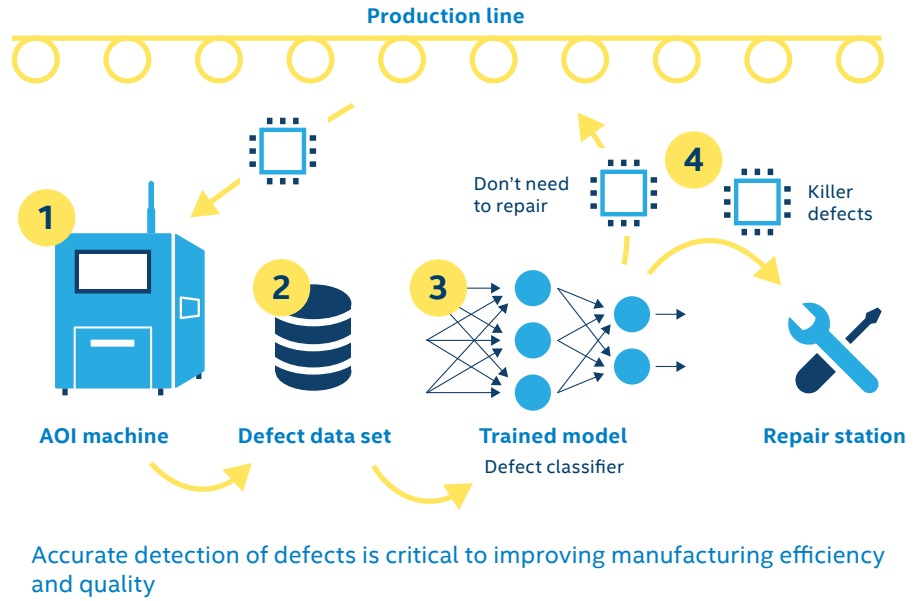 Production line
1
Don't need
to repair
4
Killer
defects
2
3
AOI machine
Defect data set
Trained model
Defect classifier
Repair station
Accurate detection of defects is critical to improving manufacturing efficiency
and quality